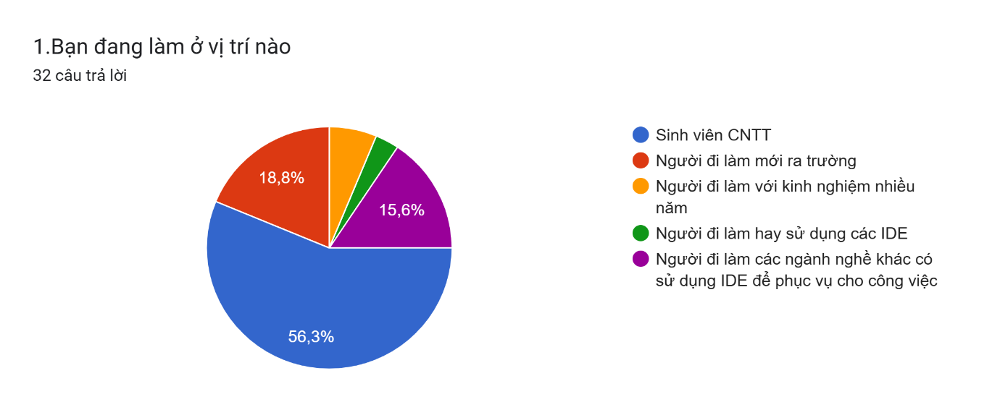 1.Bạn đang làm ở vị trí nào
32 câu trả lời
18,8%
15,6%
56,3%
Sinh viên CNTT
Người đi làm mới ra trường
Người đi làm với kinh nghiệm nhiều
năm
Người đi làm hay sử dụng các IDE
Người đi làm các ngành nghề khác có
sử dụng IDE để phục vụ cho công việc